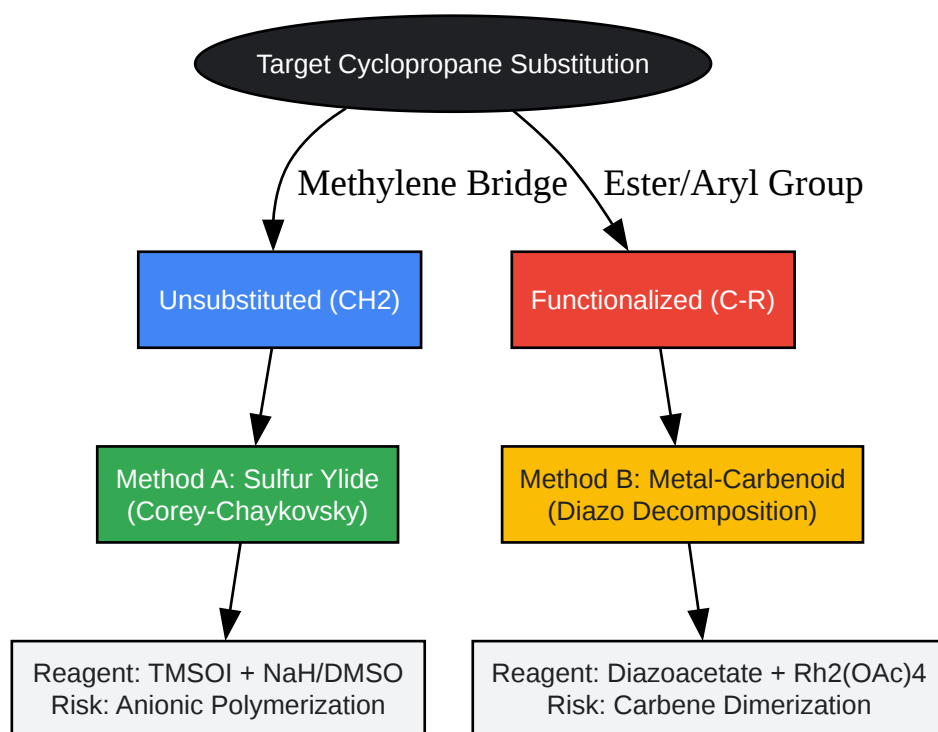 Target Cyclopropane Substitution
Methylene Bridge
Ester/Aryl Group
Unsubstituted (CH2)
Functionalized (C-R)
Method A: Sulfur Ylide
(Corey-Chaykovsky)
Method B: Metal-Carbenoid
(Diazo Decomposition)
Reagent: TMSOI + NaH/DMSO
Risk: Anionic Polymerization
Reagent: Diazoacetate + Rh2(OAc)4
Risk: Carbene Dimerization